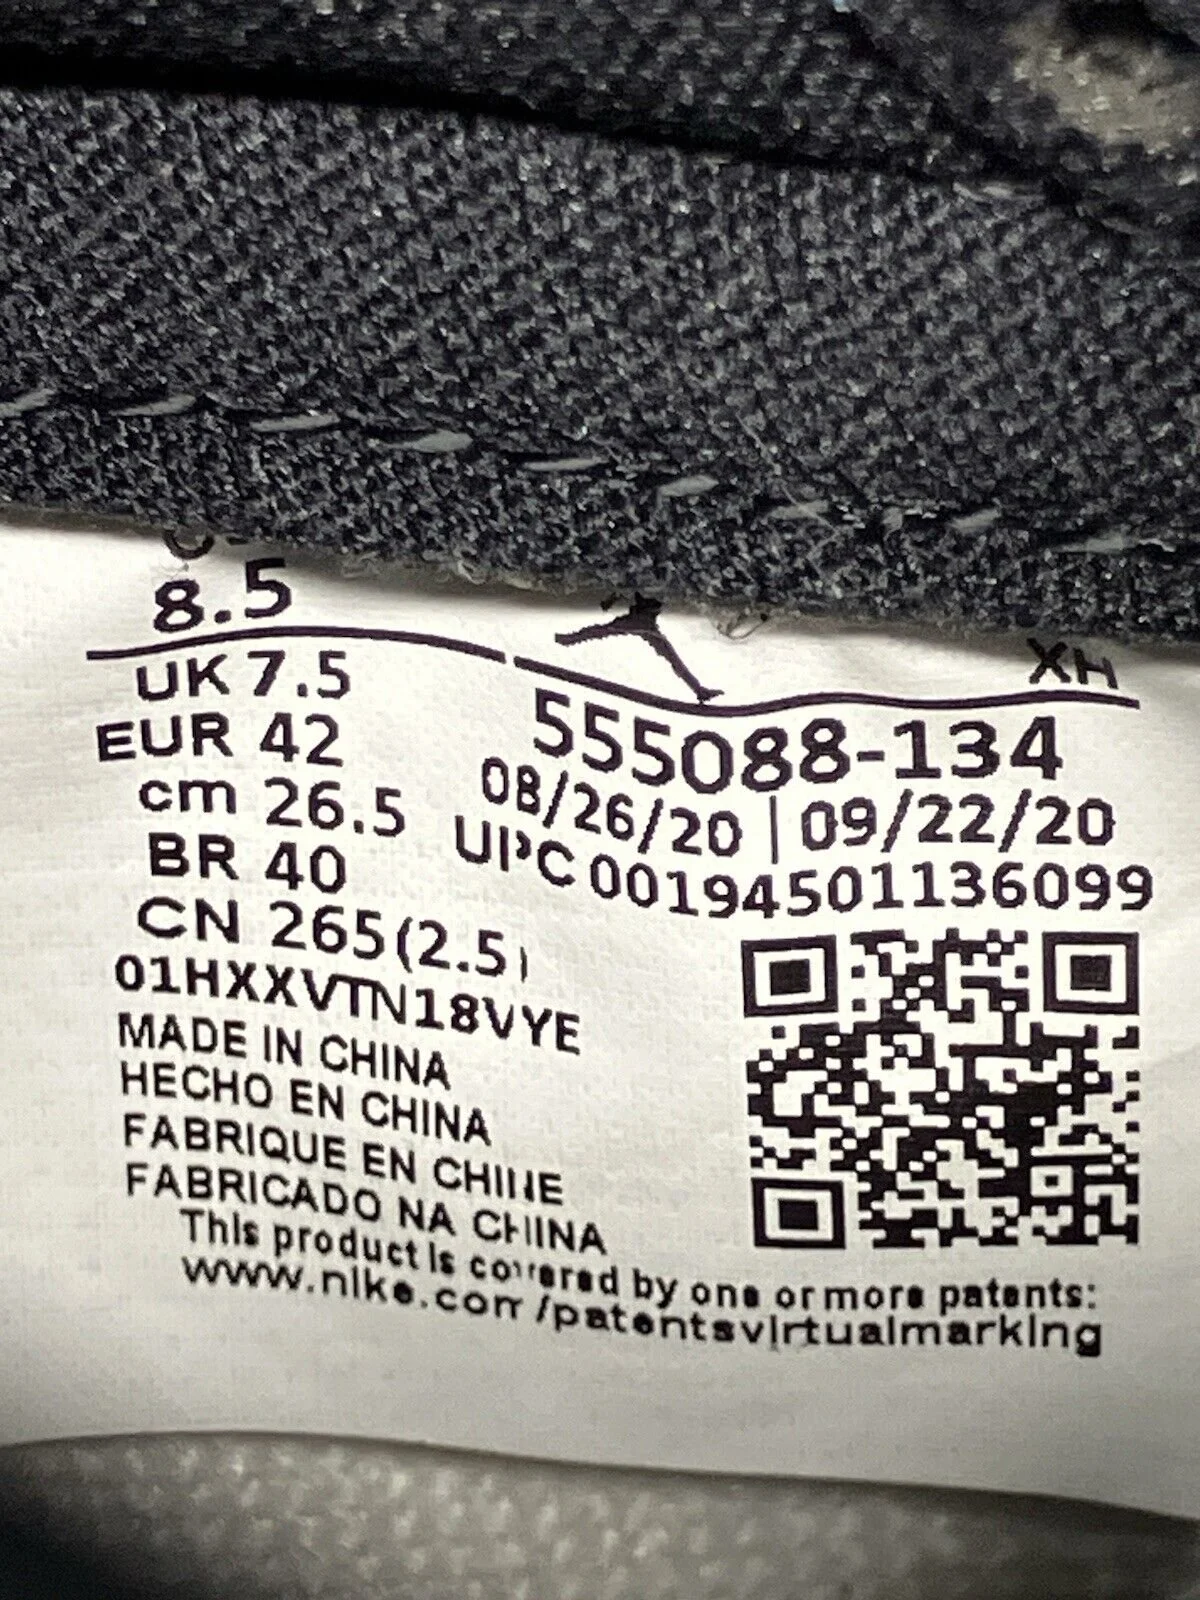 8.5
XH
UK 7.5
EUR 42
cm 26.5
BR 40
CN 265(2.5)
555088-134
08/26/20 | 09/22/20
UPC 00194501136099
01HXXVTN18VYE
MADE IN CHINA
HECHO EN CHINA
FABRIQUE EN CHINE
FABRICADO NA CHINA
This product is covered by one or more patents:
www.nike.com/patentsvirtualmarking